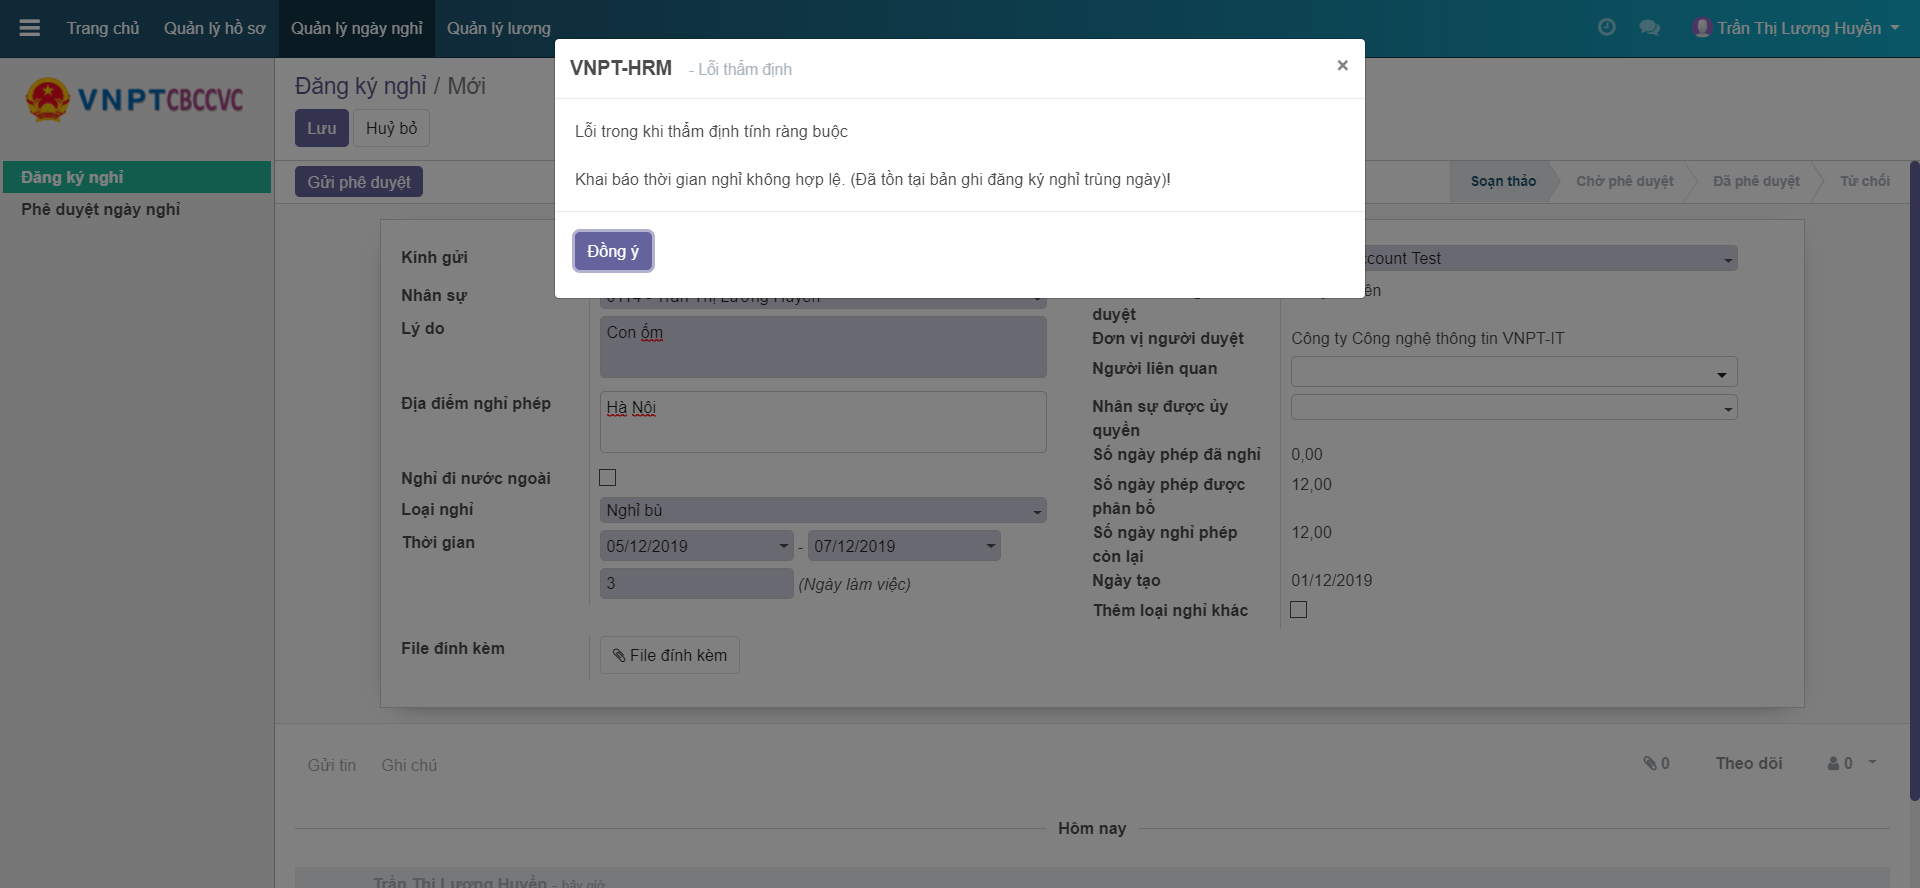 Trang chủ Quản lý hồ sơ Quản lý ngày nghỉ Quản lý lương Trần Thị Lương Huyền
VNPT-HRM - Lỗi thẩm định ×
Lỗi trong khi thẩm định tính ràng buộc
Khai báo thời gian nghỉ không hợp lệ. (Đã tồn tại bản ghi đăng ký nghỉ trùng ngày)!
Đồng ý
VNPTCBCCVC
Đăng ký nghỉ
Phê duyệt ngày nghỉ
Đăng ký nghỉ / Mới
Lưu Huỷ bỏ
Gửi phê duyệt
Soạn thảo Chờ phê duyệt Đã phê duyệt Từ chối
Kính gửi
Nhân sự 0114 - Trần Thị Lương Huyền
Lý do Con ốm
Địa điểm nghỉ phép Hà Nôi
Nghỉ đi nước ngoài
Loại nghỉ Nghỉ bù
Thời gian 05/12/2019 - 07/12/2019
3 (Ngày làm việc)
File đính kèm File đính kèm
count Test
duyệt
Đơn vị người duyệt Công ty Công nghệ thông tin VNPT-IT
Người liên quan
Nhân sự được ủy
quyền
Số ngày phép đã nghỉ 0,00
Số ngày phép được 12,00
phân bổ
Số ngày nghỉ phép 12,00
còn lại
Ngày tạo 01/12/2019
Thêm loại nghỉ khác
Gửi tin Ghi chú 0 Theo dõi 0
Hôm nay
Trần Thị Lương Huyền - bây giờ